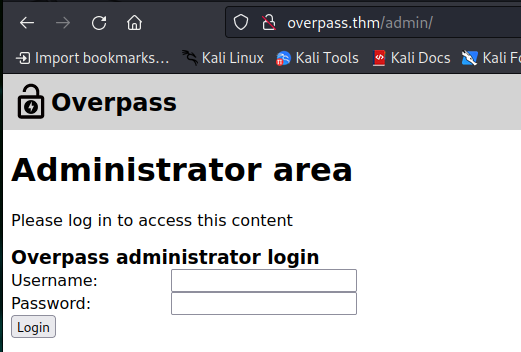 overpass.thm/admin/
Import bookmarks... Kali Linux Kali Tools Kali Docs Kali Fo
Overpass
Administrator area
Please log in to access this content
Overpass administrator login
Username:
Password:
Login